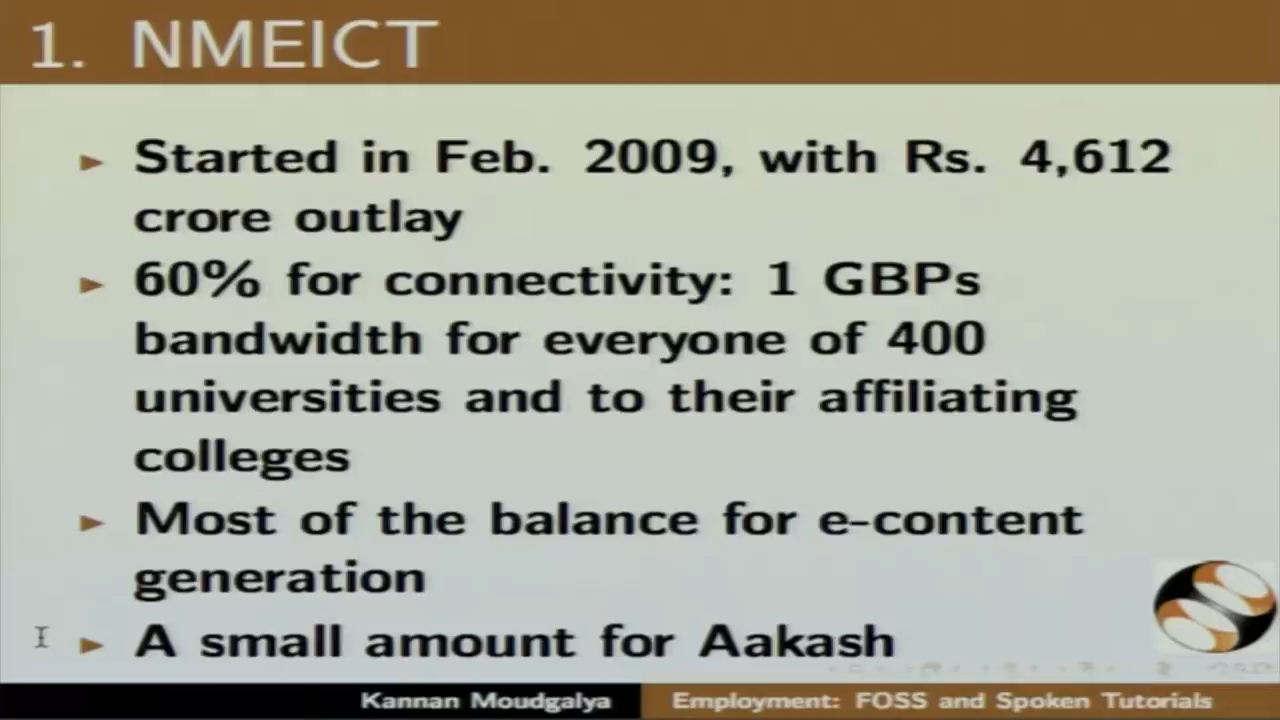 1. NMEICT
Started in Feb. 2009, with Rs. 4,612
crore outlay
60% for connectivity: 1 GBPs
bandwidth for everyone of 400
universities and to their affiliating
colleges
Most of the balance for e-content
generation
A small amount for Aakash
Kannan Moudgalya
Employment: FOSS and Spoken Tutorials